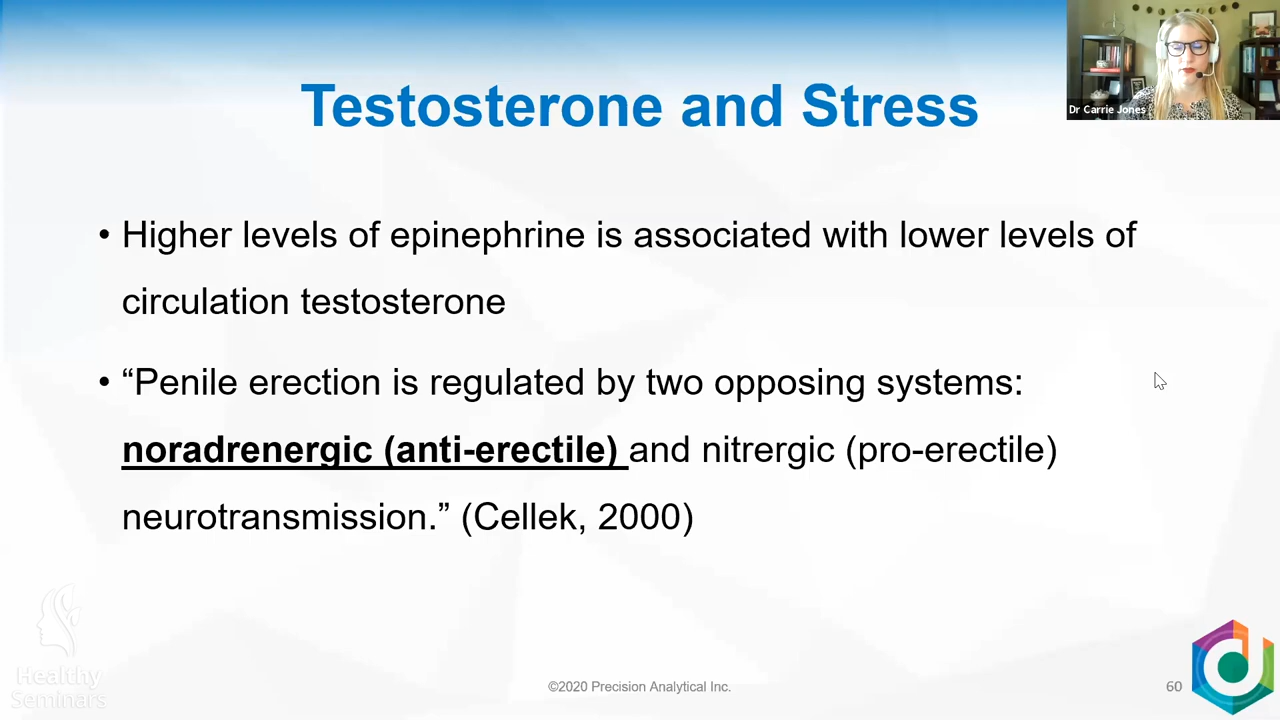 Testosterone and Stress
Dr Carrie Jones
• Higher levels of epinephrine is associated with lower levels of
circulation testosterone
• “Penile erection is regulated by two opposing systems:
noradrenergic (anti-erectile) and nitrergic (pro-erectile)
neurotransmission.” (Cellek, 2000)
Healthy
Seminars
©2020 Precision Analytical Inc.
60